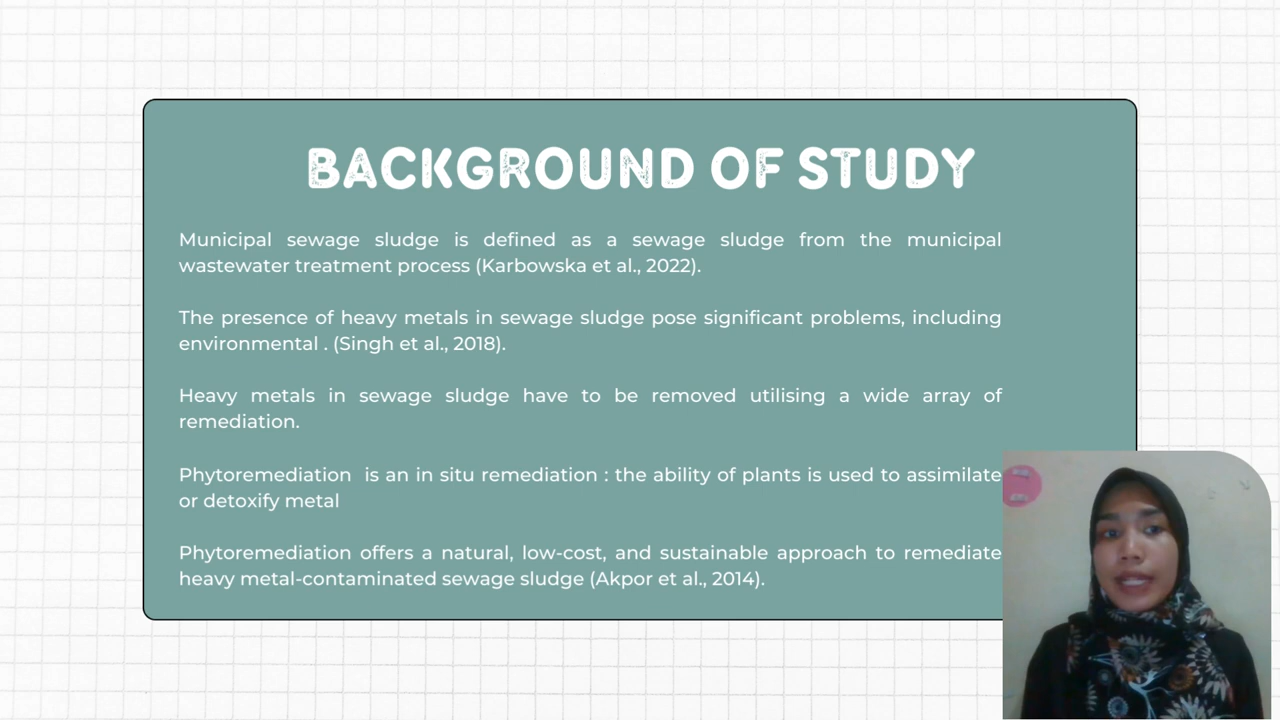 BACKGROUND OF STUDY
Municipal sewage sludge is defined as a sewage sludge from the municipal
wastewater treatment process (Karbowska et al., 2022).
The presence of heavy metals in sewage sludge pose significant problems, including
environmental . (Singh et al., 2018).
Heavy metals in sewage sludge have to be removed utilising a wide array of
remediation.
Phytoremediation  is an in situ remediation : the ability of plants is used to assimilate
or detoxify metal
Phytoremediation offers a natural, low-cost, and sustainable approach to remediate
heavy metal-contaminated sewage sludge (Akpor et al., 2014).